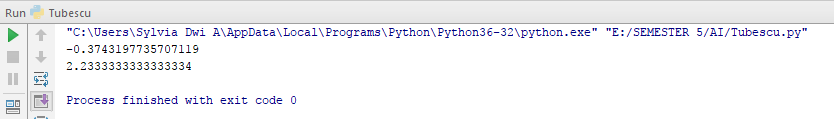 Run Tubescu
"C:\Users\Sylvia Dwi A\AppData\Local\Programs\Python\Python36-32\python.exe" "E:/SEMESTER 5/AI/Tubescu.py"
-0.3743197735707119
2.2333333333333334
Process finished with exit code 0